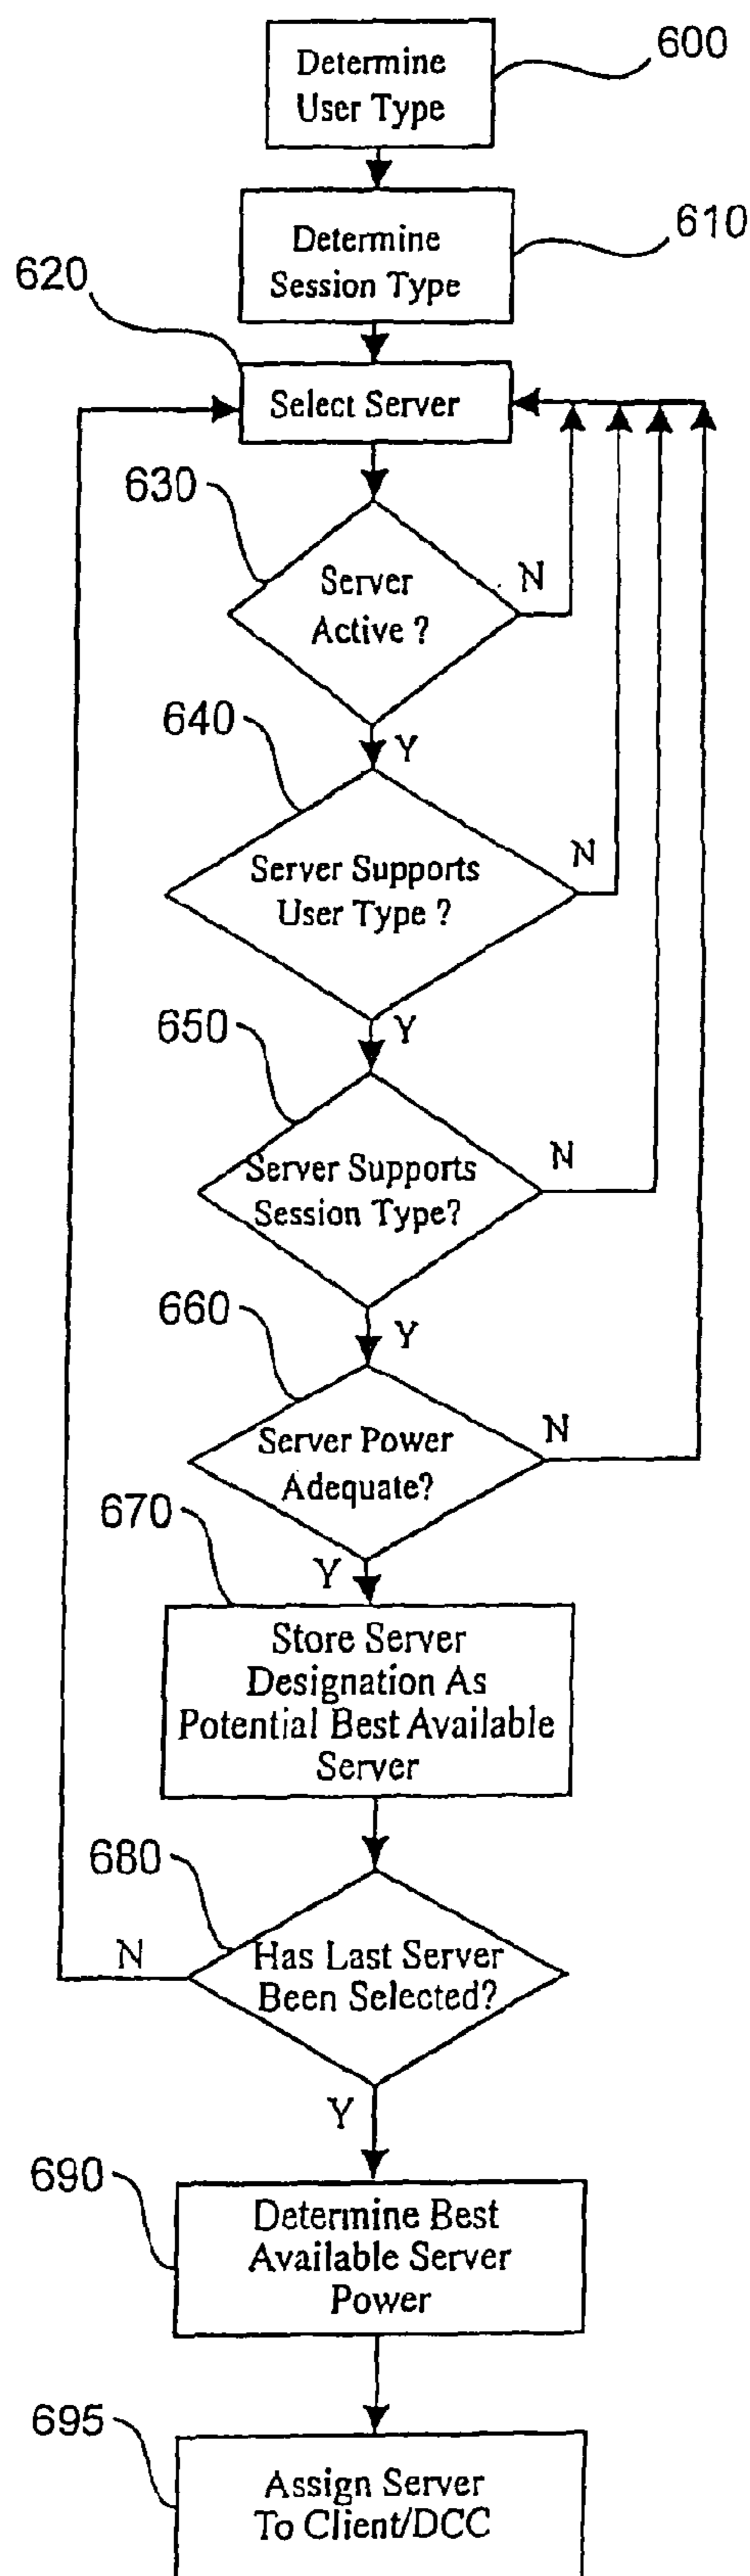 Determine
User Type
600
Determine
Session Type
610
620
Select Server
630
Server
Active ?
N
Y
640
Server Supports
User Type ?
N
Y
650
Server Supports
Session Type?
N
Y
660
Server Power
Adequate?
N
Y
670
Store Server
Designation As
Potential Best Available
Server
680
Has Last Server
Been Selected?
N
Y
690
Determine Best
Available Server
Power
695
Assign Server
To Client/DCC